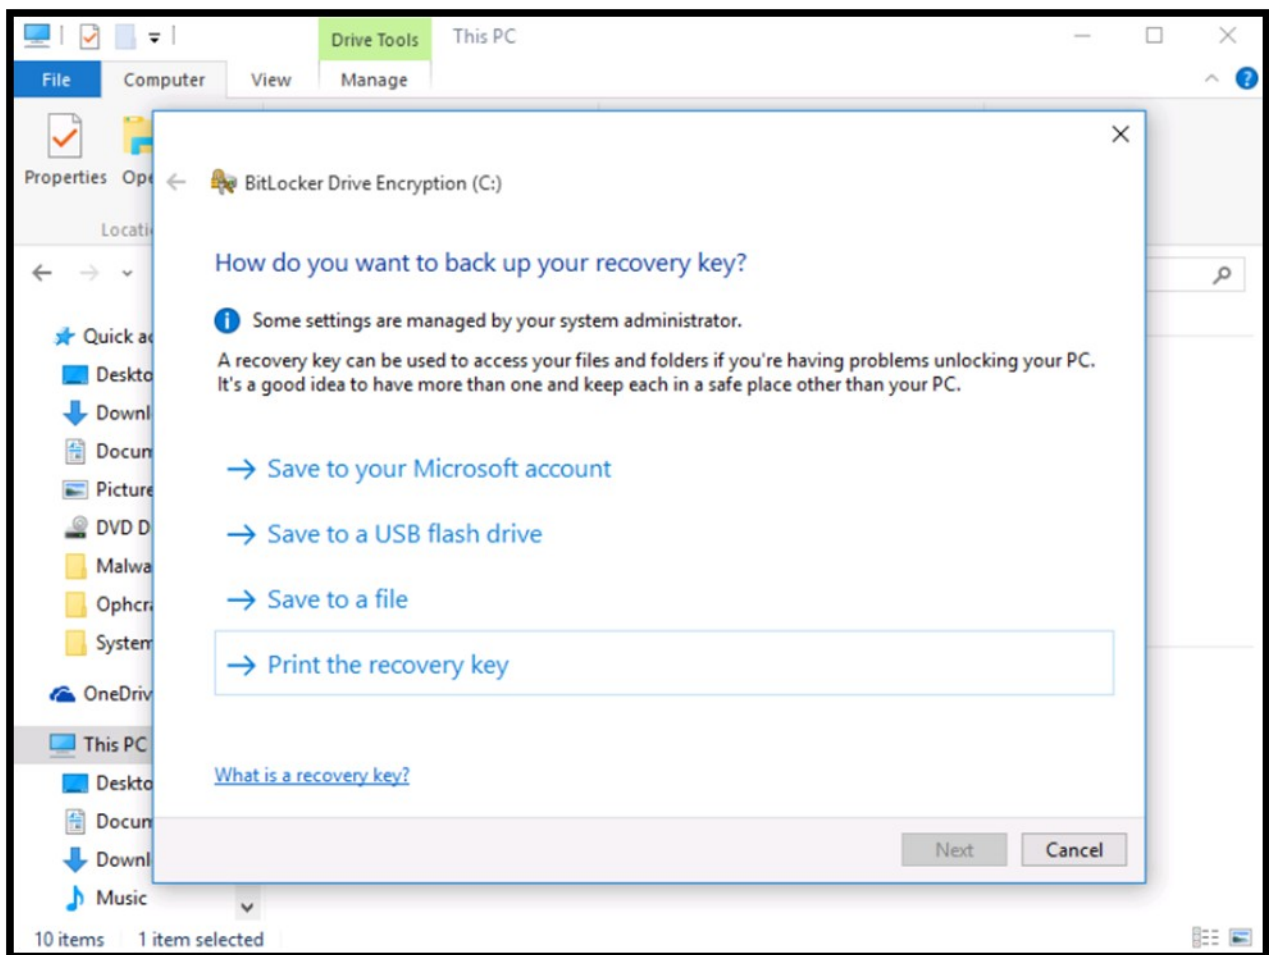 Drive Tools
This PC
File
Computer
View
Manage
Properties
BitLocker Drive Encryption (C:)
How do you want to back up your recovery key?
Some settings are managed by your system administrator.
A recovery key can be used to access your files and folders if you're having problems unlocking your PC.
It's a good idea to have more than one and keep each in a safe place other than your PC.
Save to your Microsoft account
Save to a USB flash drive
Save to a file
Print the recovery key
What is a recovery key?
Next
Cancel
Quick
DVD
This PC
Music
10 items
1 item selected